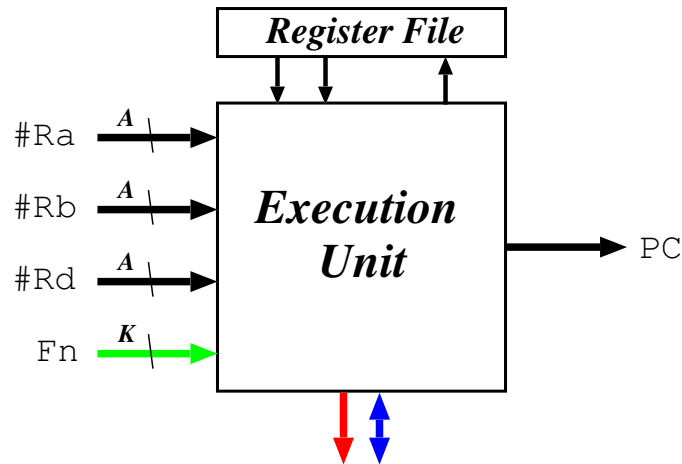 Register File
A
#Ra
A
#Rb
Execution
Unit
PC
A
#Rd
K
Fn